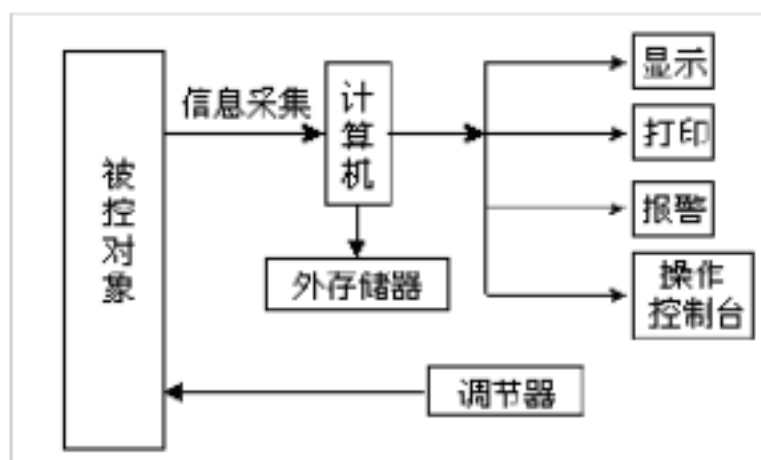 显示
信息采集
计算机
打印
被控对象
报警
外存储器
操作
控制台
调节器